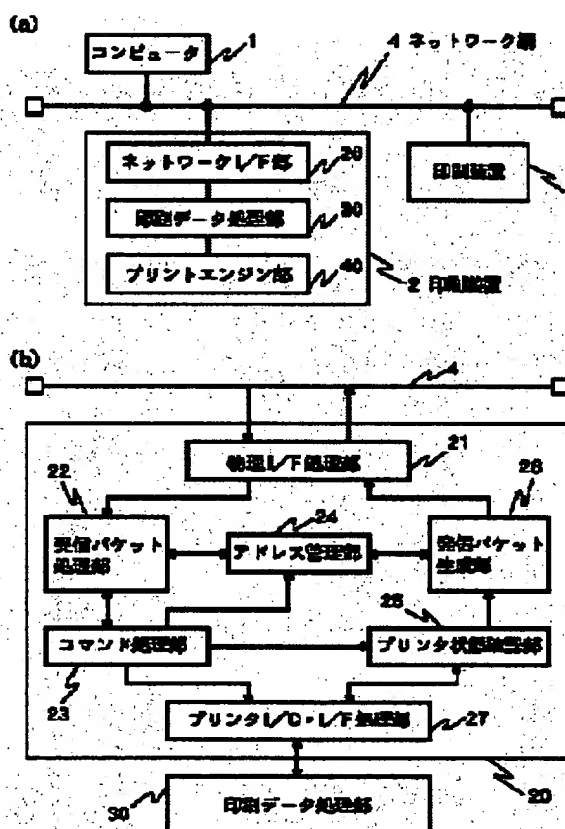 (a)
コンピュータ
1
4 ネットワーク網
ネットワークI/F部
20
印刷データ処理部
30
プリントエンジン部
40
印刷装置
2 印刷装置
(b)
4
物理I/F処理部
21
22
受信パケット
処理部
24
アドレス管理部
26
発信パケット
生成部
25
コマンド処理部
23
プリンタ状態確認部
プリンタI/O・I/F処理部
27
20
30
印刷データ処理部